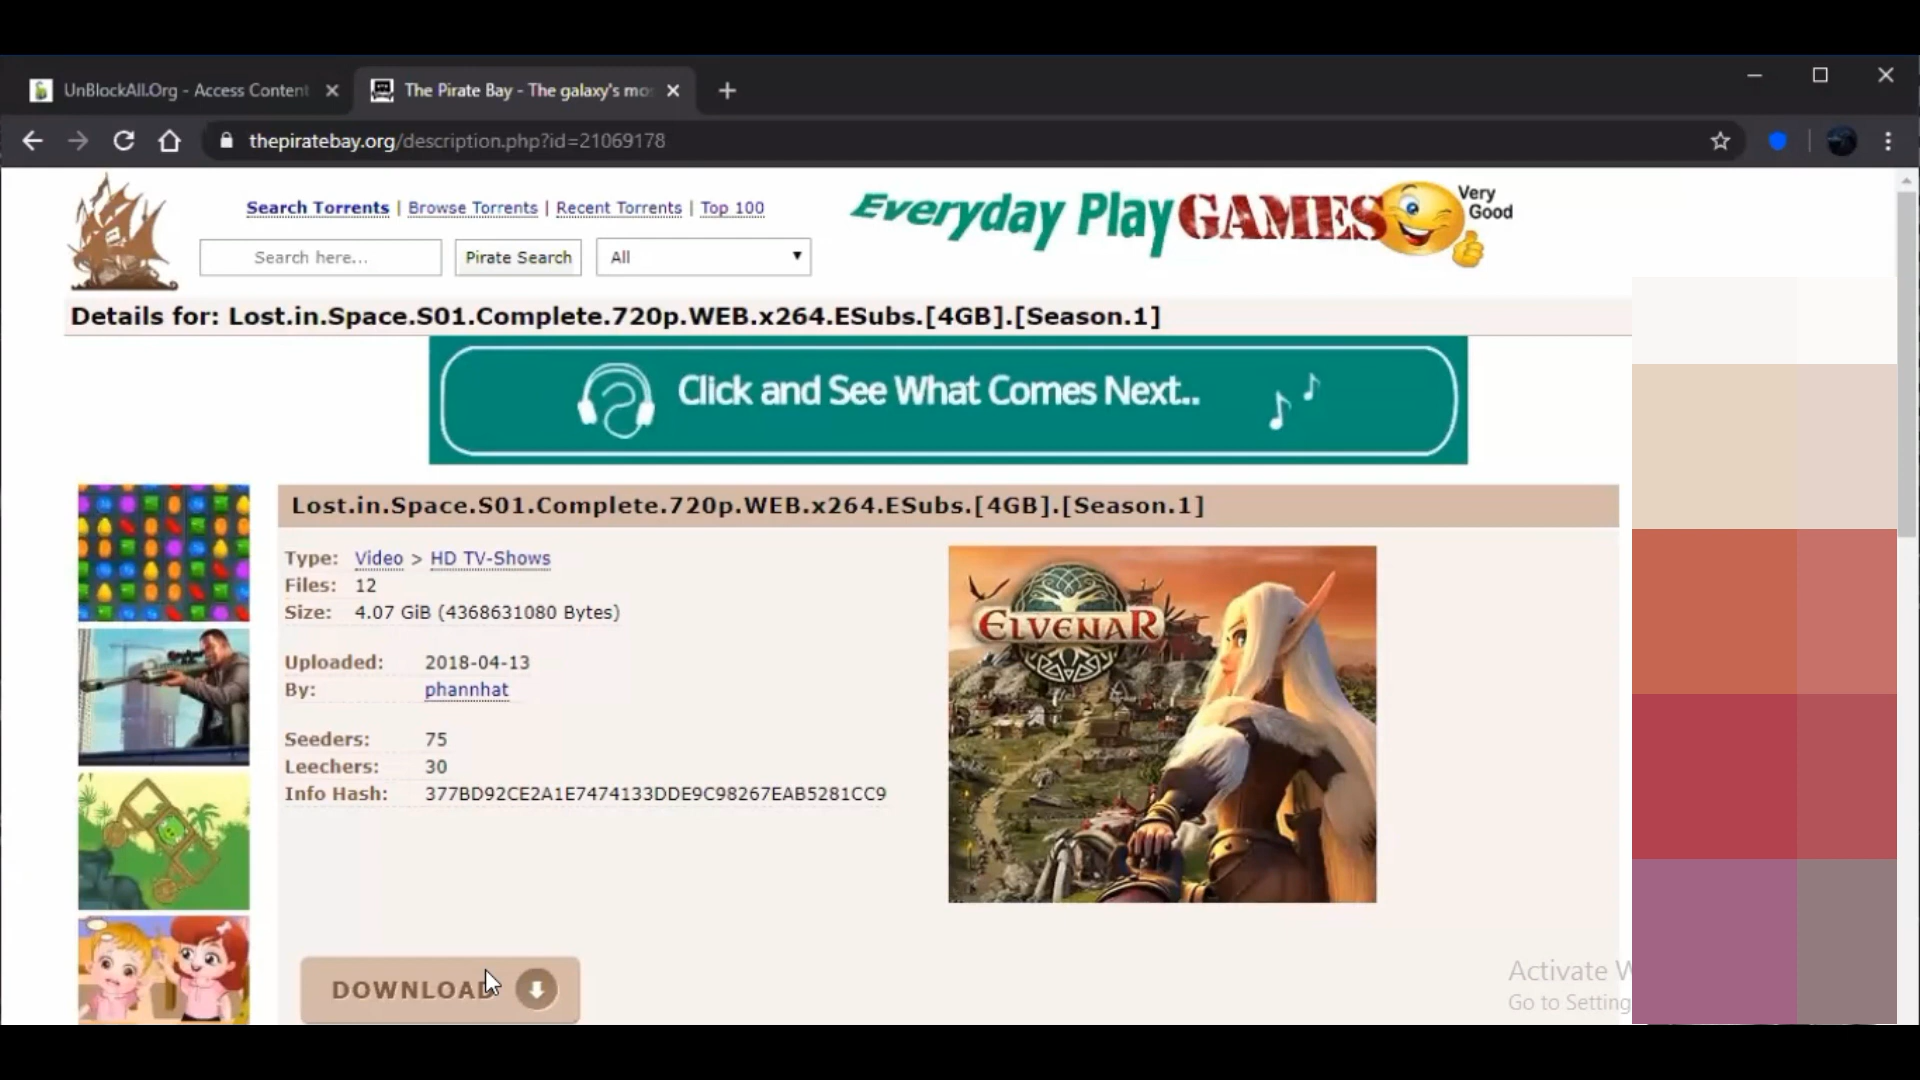 UnBlockAll.Org - Access Content
The Pirate Bay - The galaxy's mo
thepiratebay.org/description.php?id=21069178
Search Torrents | Browse Torrents | Recent Torrents | Top 100
Search here...
Pirate Search
All
Everyday Play GAMES
Very Good
Details for: Lost.in.Space.S01.Complete.720p.WEB.x264.ESubs.[4GB].[Season.1]
Click and See What Comes Next..
Lost.in.Space.S01.Complete.720p.WEB.x264.ESubs.[4GB].[Season.1]
Type: Video > HD TV-Shows
Files: 12
Size: 4.07 GiB (4368631080 Bytes)
Uploaded: 2018-04-13
By: phannhat
Seeders: 75
Leechers: 30
Info Hash: 377BD92CE2A1E7474133DDE9C98267EAB5281CC9
ELVENAR
DOWNLOAD
Activate W
Go to Setting